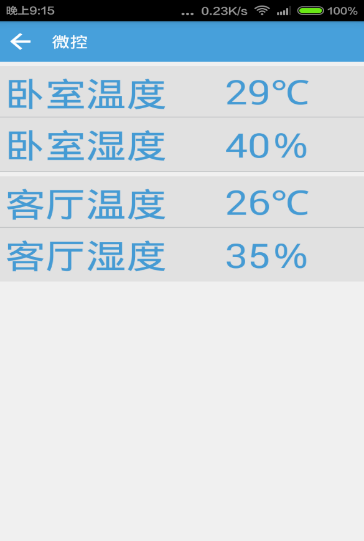 晚上9:15 ... 0.23K/s 100%
微控
卧室温度 29℃
卧室湿度 40%
客厅温度 26℃
客厅湿度 35%